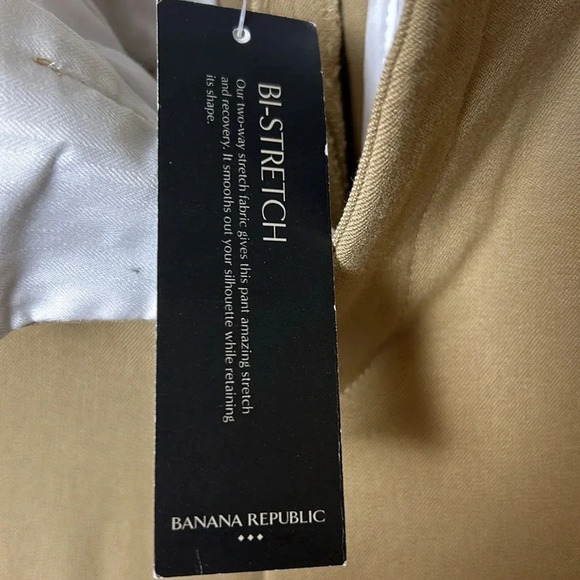 BI-STRETCH
Our two-way stretch fabric gives this pant amazing stretch
and recovery. It smooths out your silhouette while retaining
its shape.
BANANA REPUBLIC